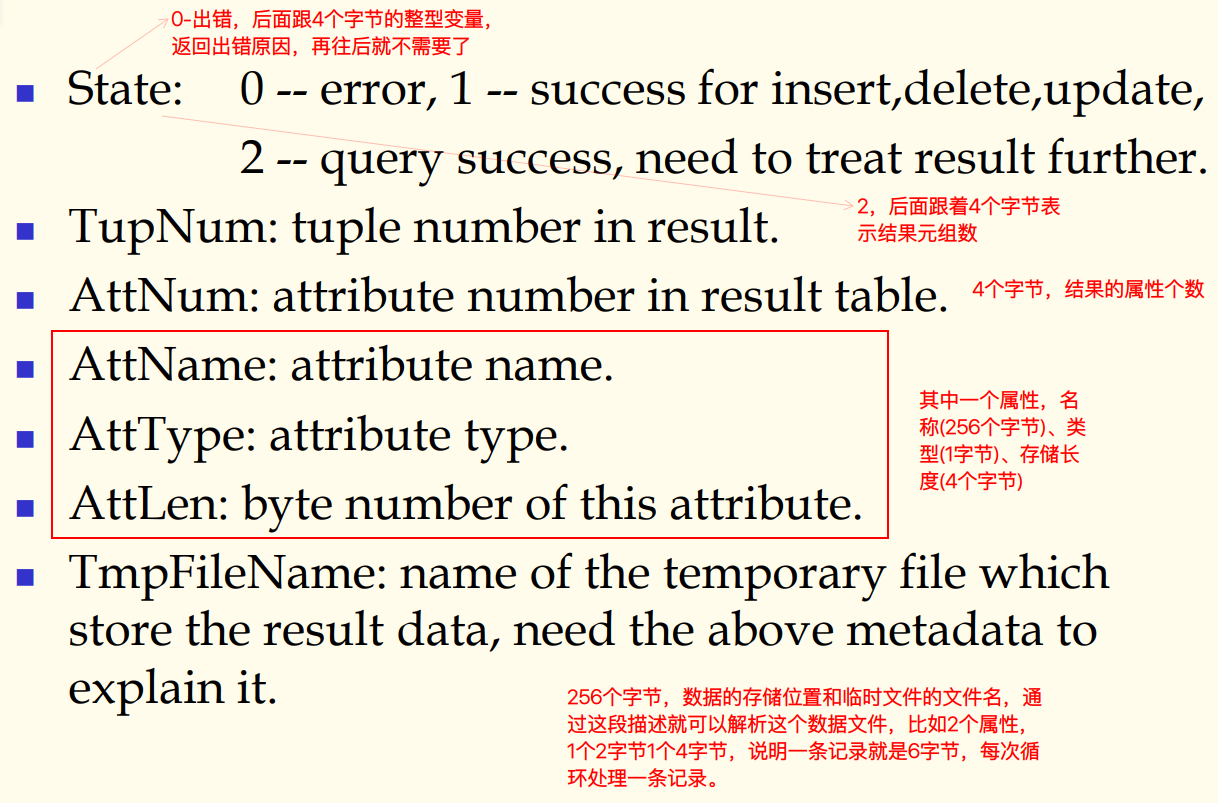 0-出错，后面跟4个字节的整型变量，
返回出错原因，再往后就不需要了
State: 0 -- error, 1 -- success for insert,delete,update,
2 -- query success, need to treat result further.
2，后面跟着4个字节表
示结果元组数
TupNum: tuple number in result.
AttNum: attribute number in result table.
4个字节，结果的属性个数
AttName: attribute name.
AttType: attribute type.
AttLen: byte number of this attribute.
其中一个属性，名
称(256个字节)、类
型(1字节)、存储长
度(4个字节)
TmpFileName: name of the temporary file which
store the result data, need the above metadata to
explain it.
256个字节，数据的存储位置和临时文件的文件名，通
过这段描述就可以解析这个数据文件，比如2个属性，
1个2字节1个4字节，说明一条记录就是6字节，每次循
环处理一条记录。